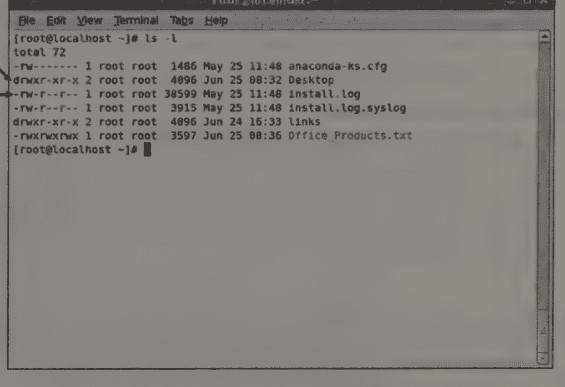 File Edit View Terminal Tabs Help
[root@localhost ~]# ls -l
total 72
-rw------- 1 root root 1486 May 25 11:48 anaconda-ks.cfg
drwxr-xr-x 2 root root 4096 Jun 25 08:32 Desktop
-rw-r--r-- 1 root root 38599 May 25 11:48 install.log
-rw-r--r-- 1 root root 3915 May 25 11:48 install.log.syslog
drwxr-xr-x 2 root root 4096 Jun 24 16:33 links
-rwxrwxrwx 1 root root 3597 Jun 25 08:36 Office_Products.txt
[root@localhost ~]#